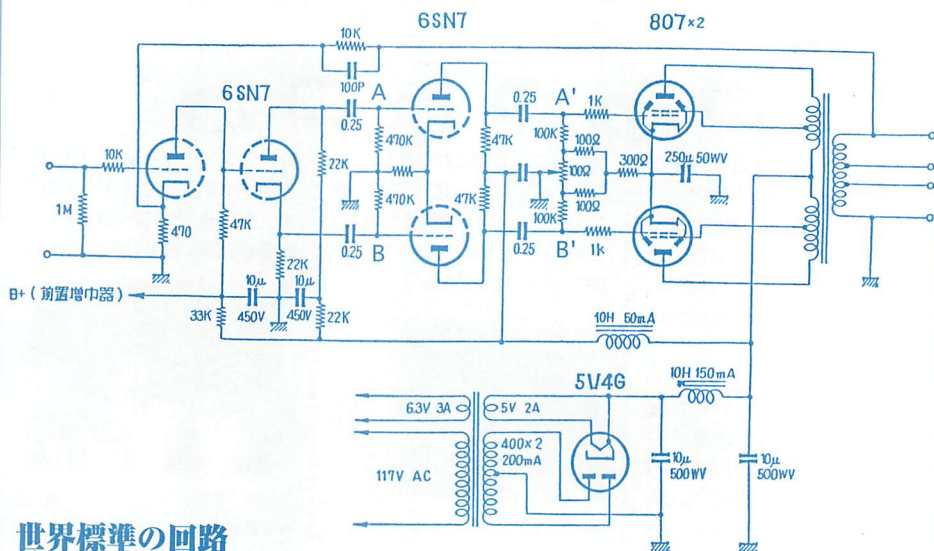 6SN7
807×2
10K
100P
6SN7
A
0.25
470K
22K
10K
1M
470
47K
470K
B
0.25
22K
10μ
450V
10μ
450V
33K
22K
B+(前置増巾器)
47K
47K
0.25
0.25
A'
1K
100K
100Ω
100Ω
100Ω
100K
B'
1k
300Ω
250μ 50WV
10H 50mA
10H 150mA
5V4G
6.3V 3A
5V 2A
400×2
200mA
117V AC
10μ
500WV
10μ
500WV
世界標準の回路